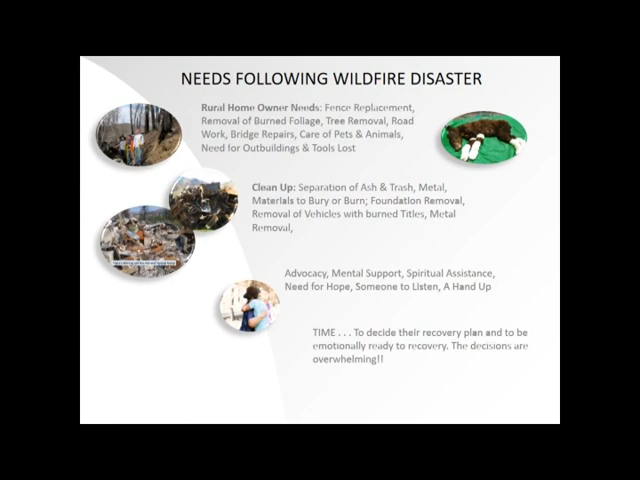 NEEDS FOLLOWING WILDFIRE DISASTER
Rural Home Owner Needs: Fence Replacement,
Removal of Burned Foliage, Tree Removal, Road
Work, Bridge Repairs, Care of Pets & Animals,
Need for Outbuildings & Tools Lost
Clean Up: Separation of Ash & Trash, Metal,
Materials to Bury or Burn; Foundation Removal,
Removal of Vehicles with burned Titles, Metal
Removal,
Advocacy, Mental Support, Spiritual Assistance,
Need for Hope, Someone to Listen, A Hand Up
TIME . . . To decide their recovery plan and to be
emotionally ready to recovery. The decisions are
overwhelming!!